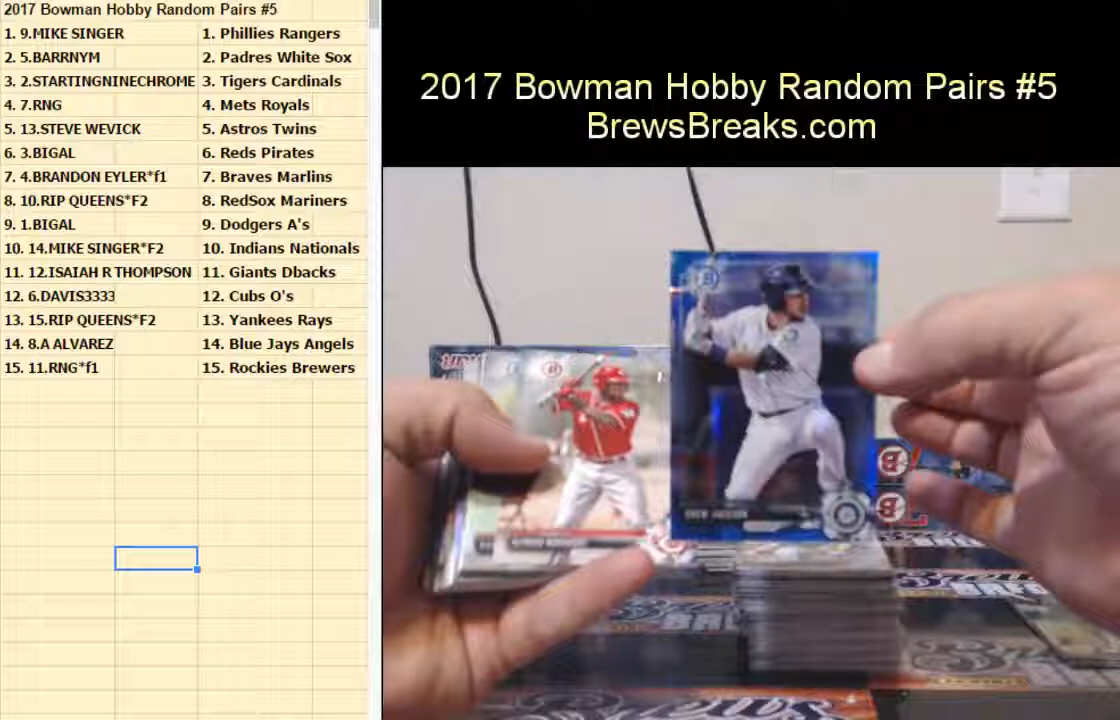 2017 Bowman Hobby Random Pairs #5
1. 9.MIKE SINGER 1. Phillies Rangers
2. 5.BARRNYM 2. Padres White Sox
3. 2.STARTINGNINECHROME 3. Tigers Cardinals
4. 7.RNG 4. Mets Royals
5. 13.STEVE WEVICK 5. Astros Twins
6. 3.BIGAL 6. Reds Pirates
7. 4.BRANDON EYLER*f1 7. Braves Marlins
8. 10.RIP QUEENS*F2 8. RedSox Mariners
9. 1.BIGAL 9. Dodgers A's
10. 14.MIKE SINGER*F2 10. Indians Nationals
11. 12.ISAIAH R THOMPSON 11. Giants Dbacks
12. 6.DAVIS3333 12. Cubs O's
13. 15.RIP QUEENS*F2 13. Yankees Rays
14. 8.A ALVAREZ 14. Blue Jays Angels
15. 11.RNG*f1 15. Rockies Brewers
2017 Bowman Hobby Random Pairs #5
BrewsBreaks.com